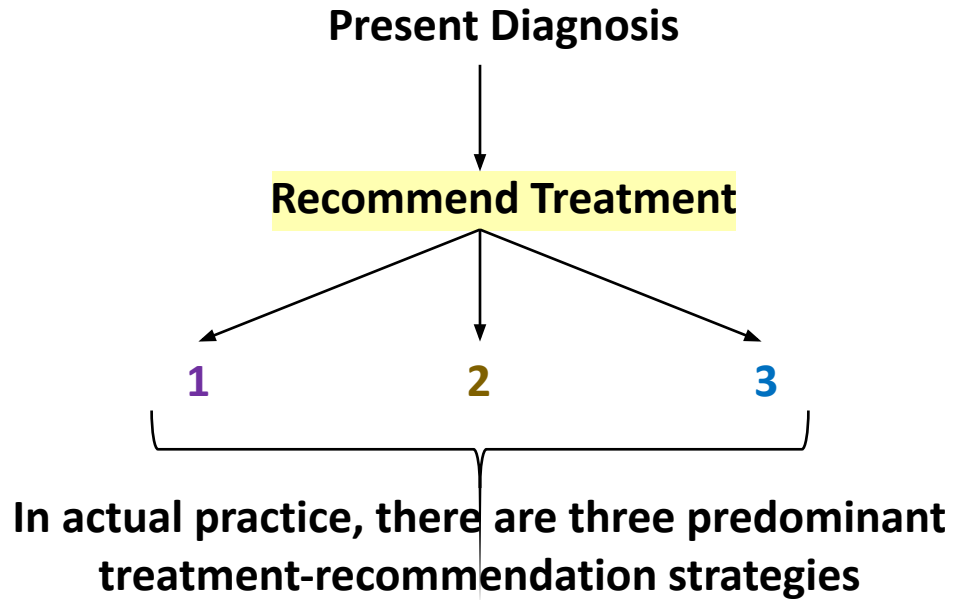 Present Diagnosis
Recommend Treatment
1 2 3
In actual practice, there are three predominant
treatment-recommendation strategies